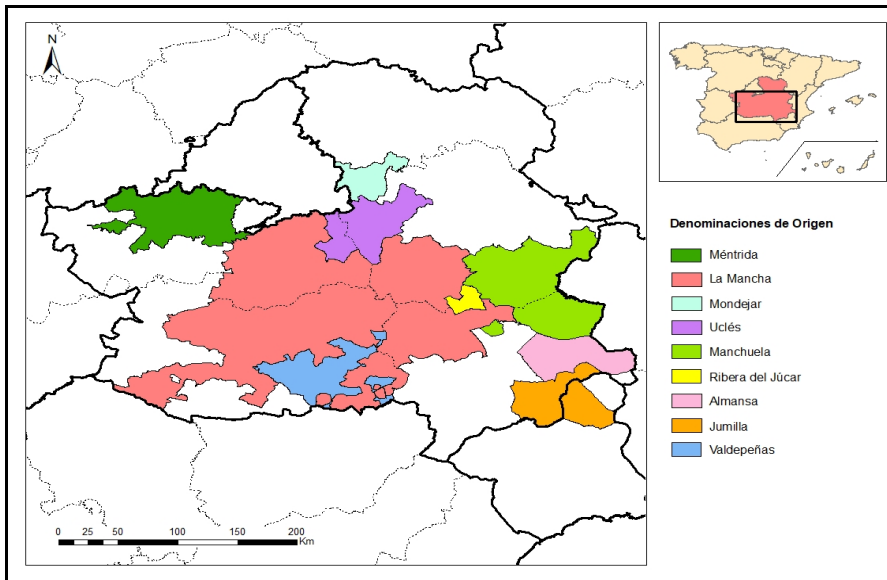 N
Denominaciones de Origen
Méntrida
La Mancha
Mondejar
Uclés
Manchuela
Ribera del Júcar
Almansa
Jumilla
Valdepeñas
0 25 50 100 150 200
Km